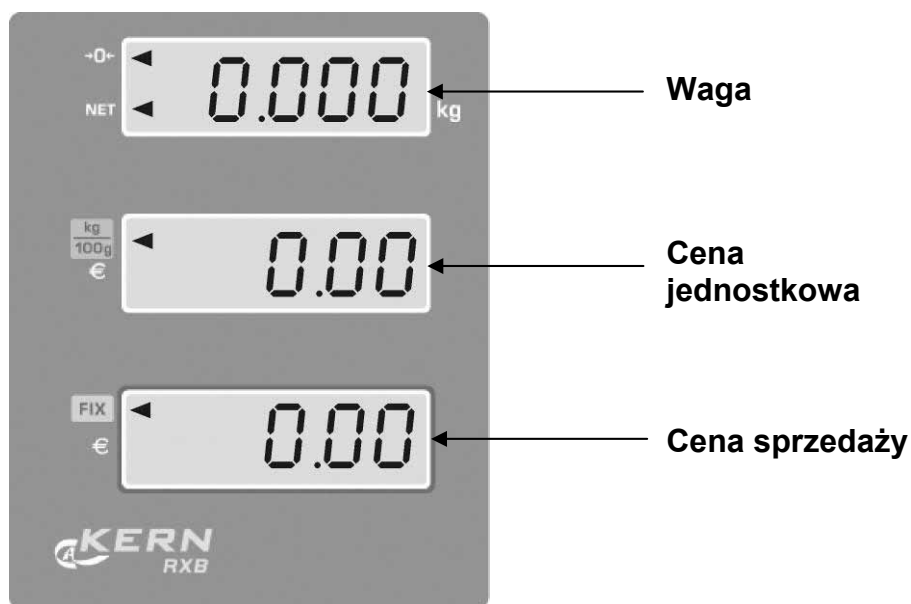 →0←
0.000
NET
kg
Waga
kg
100g
€
0.00
Cena
jednostkowa
FIX
€
0.00
Cena sprzedaży
KERN
RXB